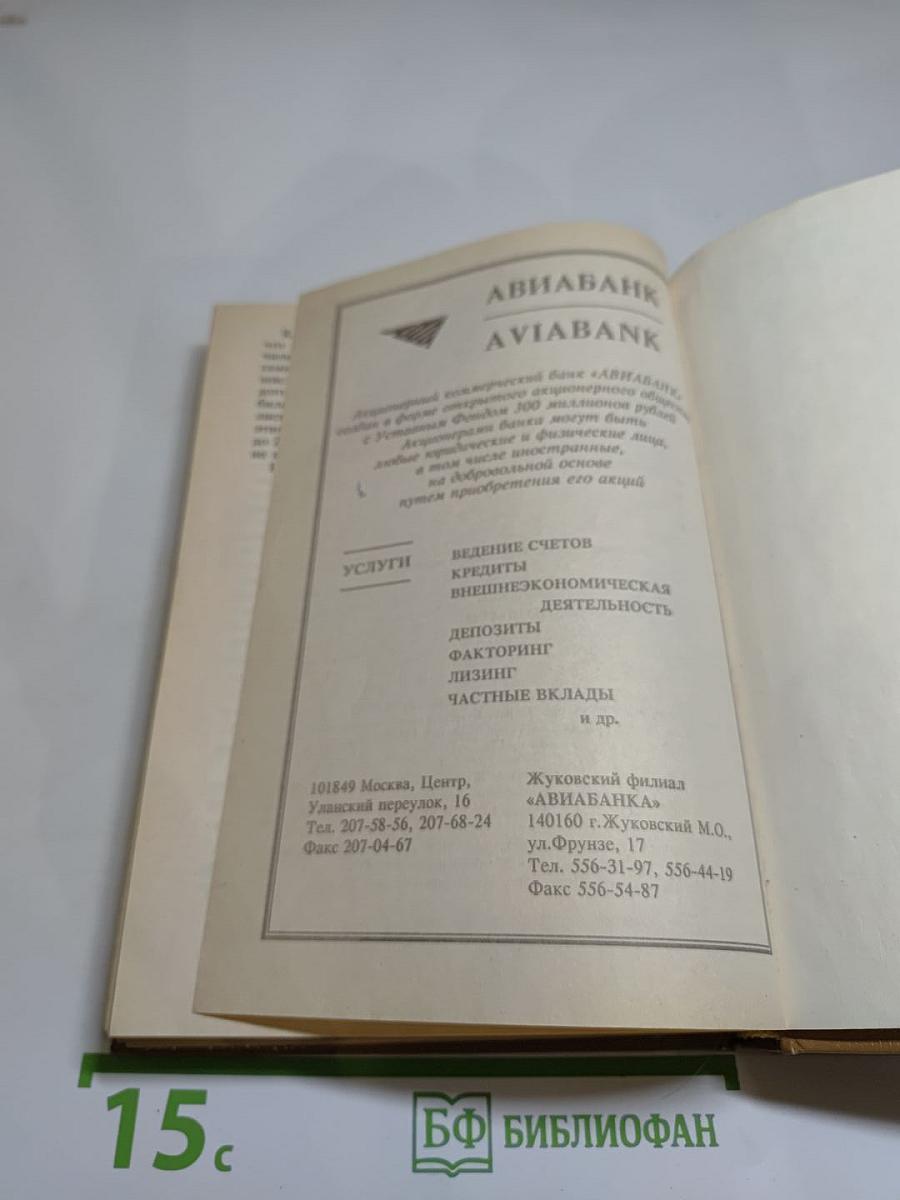 АВИАБАНК
AVIABANK
Акционерный коммерческий банк «АВИАБАНК»
создан в форме открытого акционерного общества
с Уставным Фондом 300 миллионов рублей
Акционерами банка могут быть
любые юридические и физические лица,
в том числе иностранные,
на добровольной основе
путем приобретения его акций
УСЛУГИ
ВЕДЕНИЕ СЧЕТОВ
КРЕДИТЫ
ВНЕШНЕЭКОНОМИЧЕСКАЯ
ДЕЯТЕЛЬНОСТЬ
ДЕПОЗИТЫ
ФАКТОРИНГ
ЛИЗИНГ
ЧАСТНЫЕ ВКЛАДЫ
и др.
101849 Москва, Центр,
Уланский переулок, 16
Тел. 207-58-56, 207-68-24
Факс 207-04-67
Жуковский филиал
«АВИАБАНКА»
140160 г.Жуковский М.О.,
ул.Фрунзе, 17
Тел. 556-31-97, 556-44-19
Факс 556-54-87
15 с
БФ БИБЛИОФАН